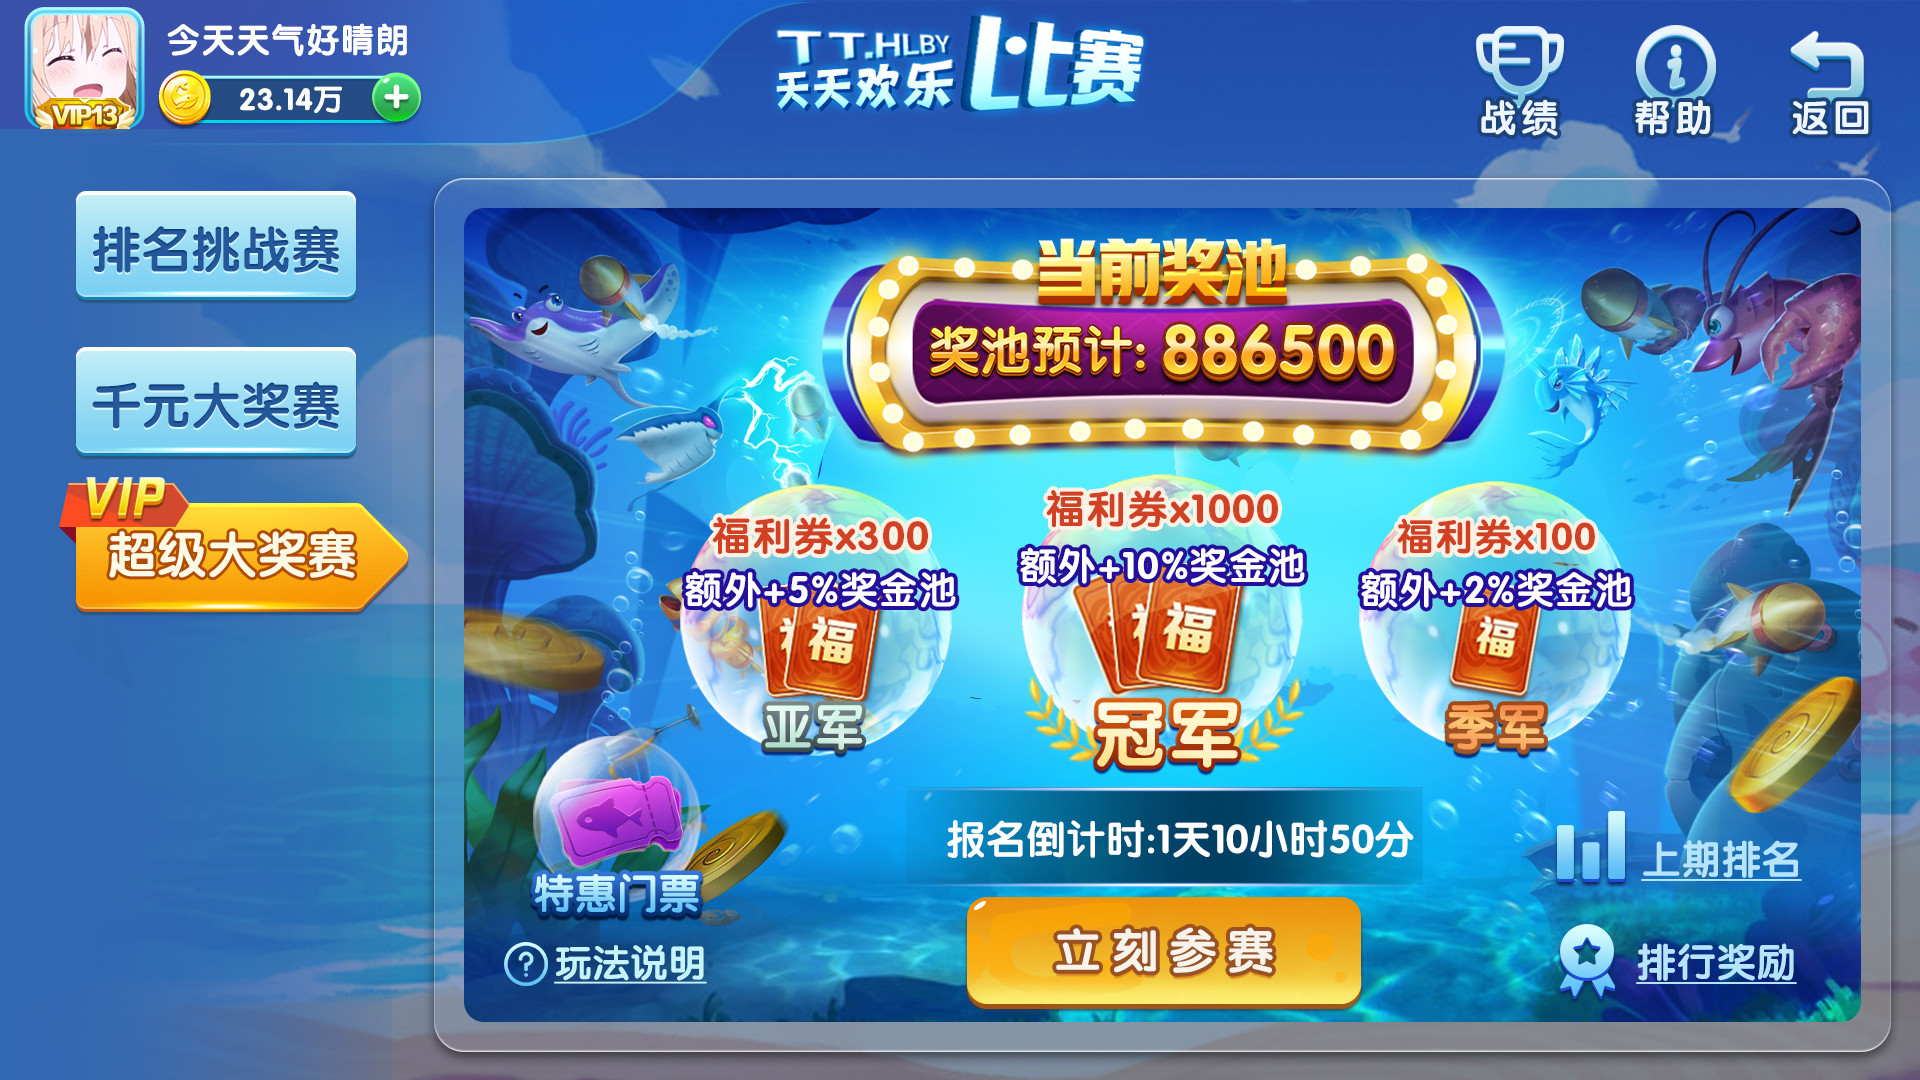 今天天气好晴朗
VIP13
23.14万
TT.HLBY
天天欢乐
比赛
战绩
帮助
返回
排名挑战赛
千元大奖赛
VIP
超级大奖赛
当前奖池
奖池预计: 886500
福利券x300
额外+5%奖金池
福
亚军
福利券x1000
额外+10%奖金池
福
冠军
福利券x100
额外+2%奖金池
福
季军
特惠门票
玩法说明
报名倒计时:1天10小时50分
立刻参赛
上期排名
排行奖励